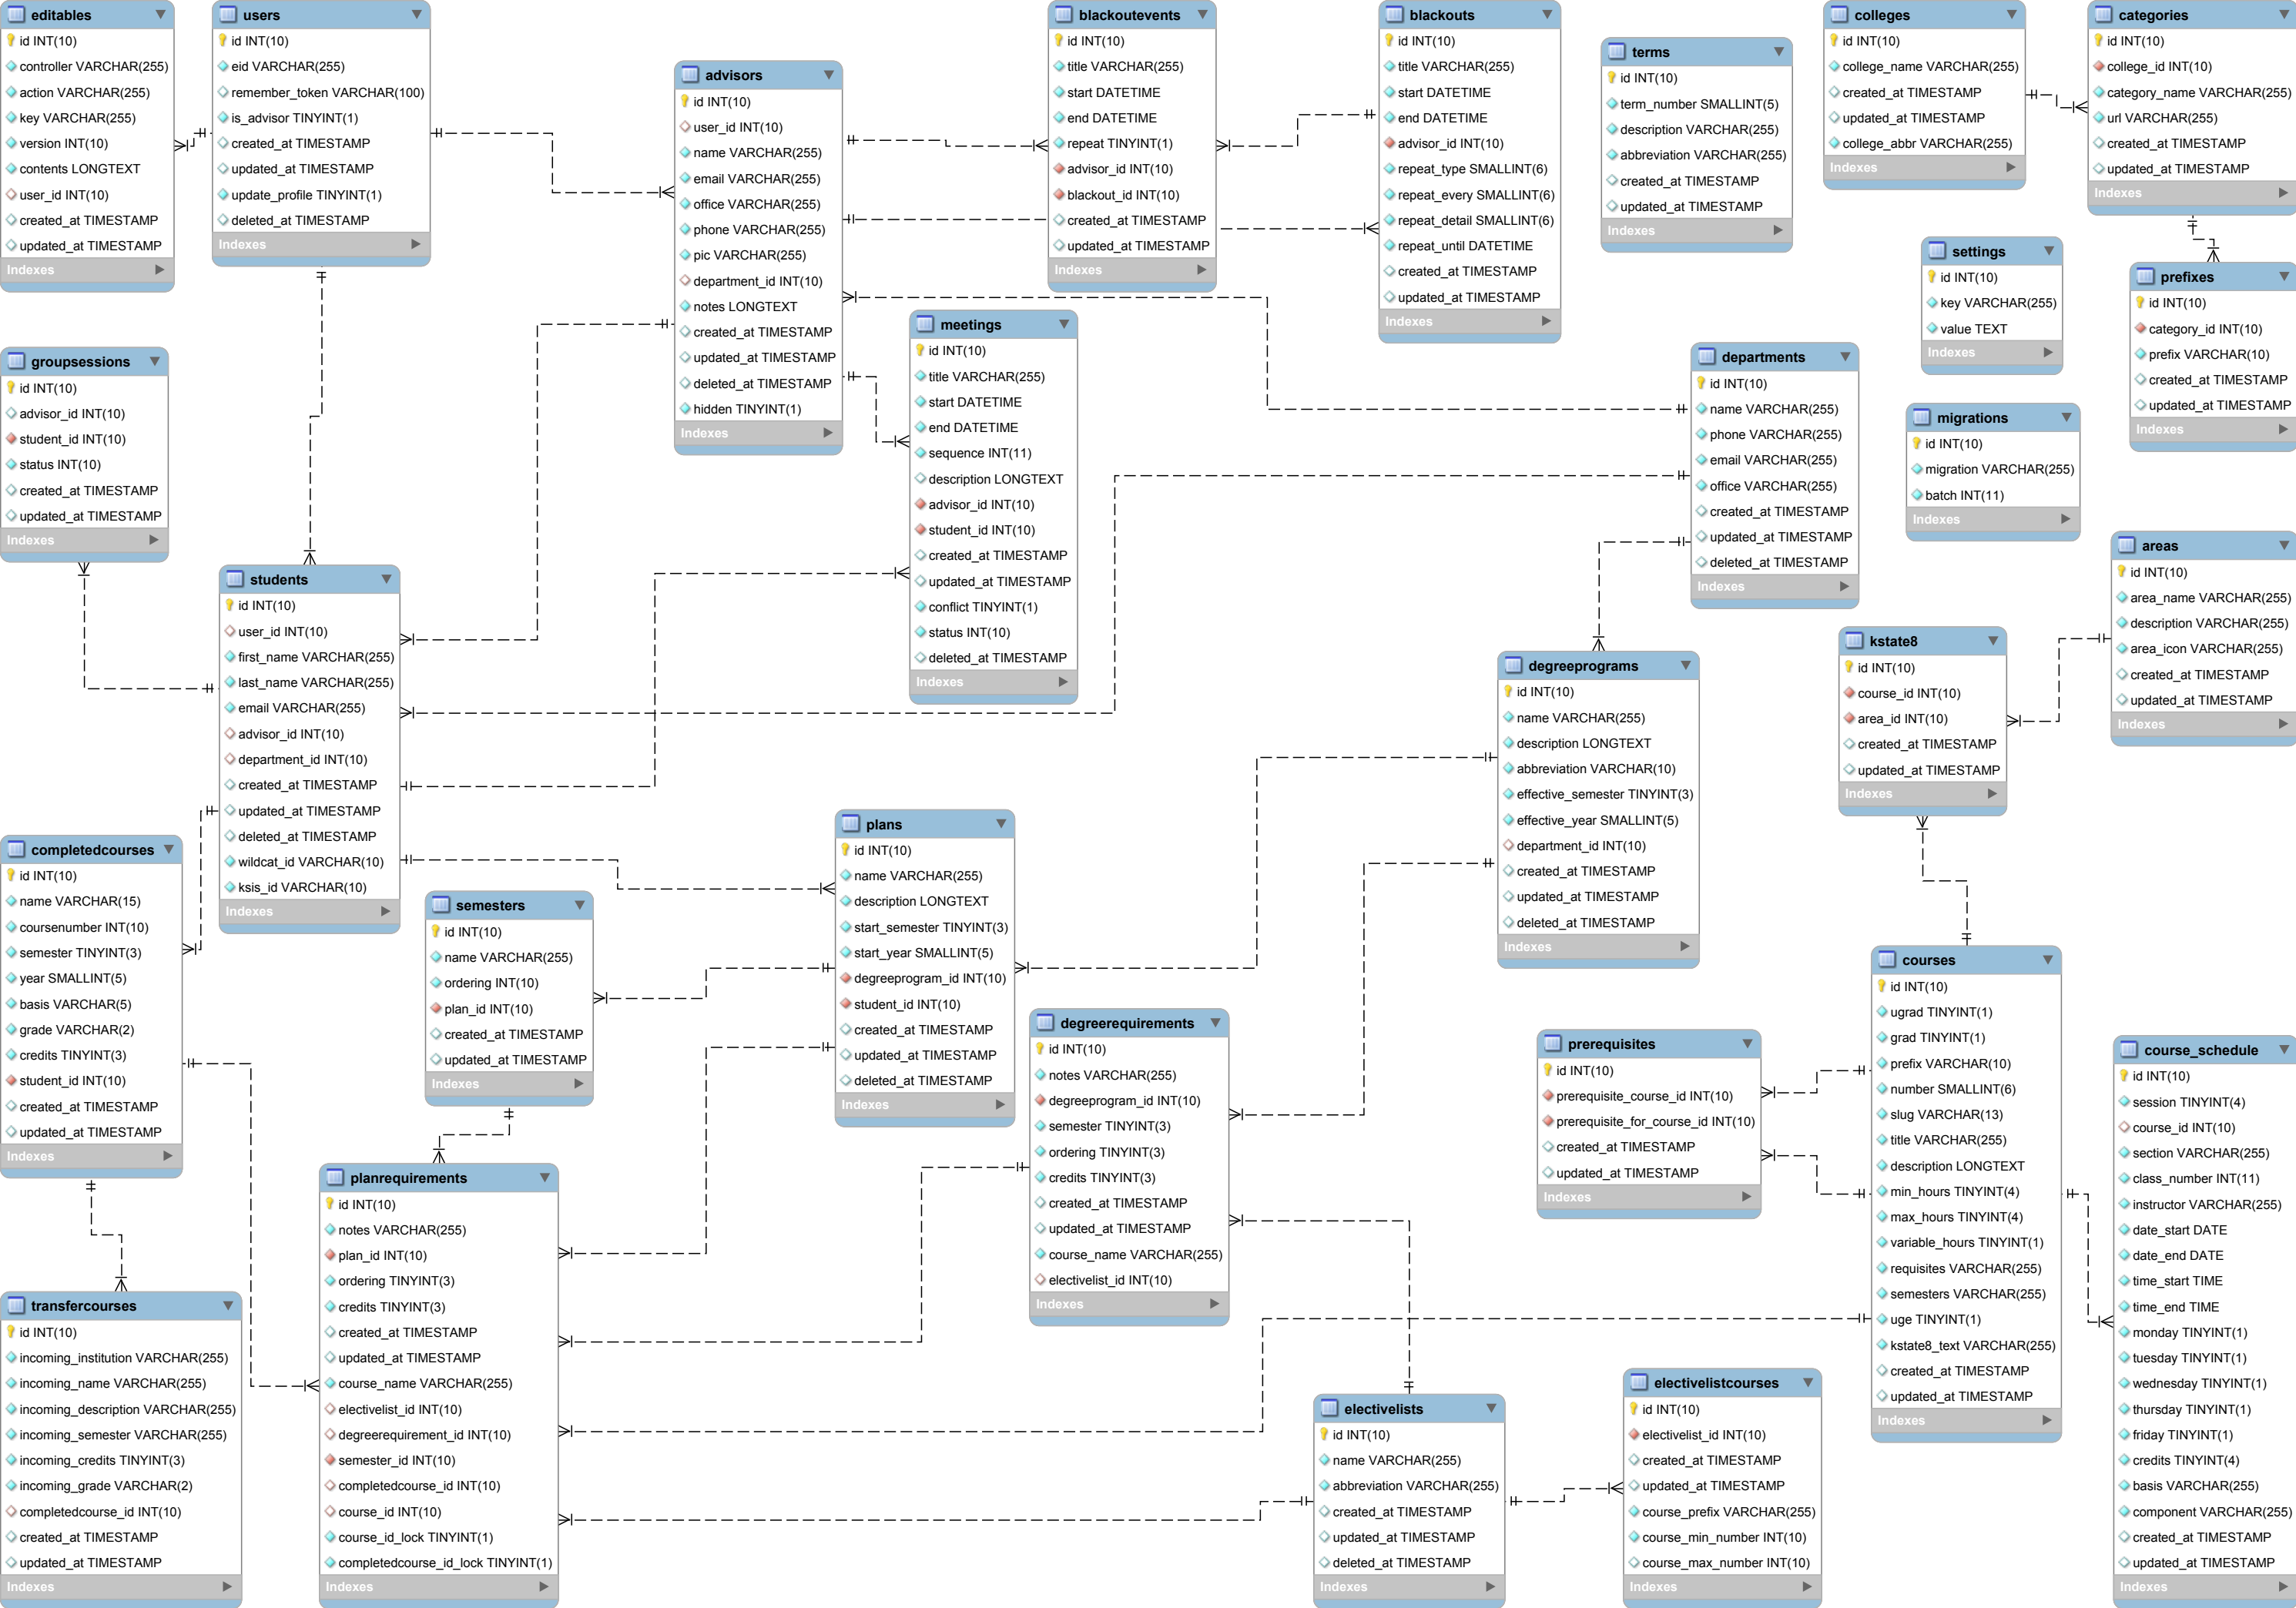 editables
id INT(10)
controller VARCHAR(255)
action VARCHAR(255)
key VARCHAR(255)
version INT(10)
contents LONGTEXT
user_id INT(10)
created_at TIMESTAMP
updated_at TIMESTAMP
Indexes
users
id INT(10)
eid VARCHAR(255)
remember_token VARCHAR(100)
is_advisor TINYINT(1)
created_at TIMESTAMP
updated_at TIMESTAMP
update_profile TINYINT(1)
deleted_at TIMESTAMP
Indexes
advisors
id INT(10)
user_id INT(10)
name VARCHAR(255)
email VARCHAR(255)
office VARCHAR(255)
phone VARCHAR(255)
pic VARCHAR(255)
department_id INT(10)
notes LONGTEXT
created_at TIMESTAMP
updated_at TIMESTAMP
deleted_at TIMESTAMP
hidden TINYINT(1)
Indexes
blackoutevents
id INT(10)
title VARCHAR(255)
start DATETIME
end DATETIME
repeat TINYINT(1)
advisor_id INT(10)
blackout_id INT(10)
created_at TIMESTAMP
updated_at TIMESTAMP
Indexes
blackouts
id INT(10)
title VARCHAR(255)
start DATETIME
end DATETIME
advisor_id INT(10)
repeat_type SMALLINT(6)
repeat_every SMALLINT(6)
repeat_detail SMALLINT(6)
repeat_until DATETIME
created_at TIMESTAMP
updated_at TIMESTAMP
Indexes
terms
id INT(10)
term_number SMALLINT(5)
description VARCHAR(255)
abbreviation VARCHAR(255)
created_at TIMESTAMP
updated_at TIMESTAMP
Indexes
colleges
id INT(10)
college_name VARCHAR(255)
created_at TIMESTAMP
updated_at TIMESTAMP
college_abbr VARCHAR(255)
Indexes
categories
id INT(10)
college_id INT(10)
category_name VARCHAR(255)
url VARCHAR(255)
created_at TIMESTAMP
updated_at TIMESTAMP
Indexes
settings
id INT(10)
key VARCHAR(255)
value TEXT
Indexes
prefixes
id INT(10)
category_id INT(10)
prefix VARCHAR(10)
created_at TIMESTAMP
updated_at TIMESTAMP
Indexes
groupsessions
id INT(10)
advisor_id INT(10)
student_id INT(10)
status INT(10)
created_at TIMESTAMP
updated_at TIMESTAMP
Indexes
meetings
id INT(10)
title VARCHAR(255)
start DATETIME
end DATETIME
sequence INT(11)
description LONGTEXT
advisor_id INT(10)
student_id INT(10)
created_at TIMESTAMP
updated_at TIMESTAMP
conflict TINYINT(1)
status INT(10)
deleted_at TIMESTAMP
Indexes
departments
id INT(10)
name VARCHAR(255)
phone VARCHAR(255)
email VARCHAR(255)
office VARCHAR(255)
created_at TIMESTAMP
updated_at TIMESTAMP
deleted_at TIMESTAMP
Indexes
migrations
id INT(10)
migration VARCHAR(255)
batch INT(11)
Indexes
areas
id INT(10)
area_name VARCHAR(255)
description VARCHAR(255)
area_icon VARCHAR(255)
created_at TIMESTAMP
updated_at TIMESTAMP
Indexes
students
id INT(10)
user_id INT(10)
first_name VARCHAR(255)
last_name VARCHAR(255)
email VARCHAR(255)
advisor_id INT(10)
department_id INT(10)
created_at TIMESTAMP
updated_at TIMESTAMP
deleted_at TIMESTAMP
wildcat_id VARCHAR(10)
ksis_id VARCHAR(10)
Indexes
kstate8
id INT(10)
course_id INT(10)
area_id INT(10)
created_at TIMESTAMP
updated_at TIMESTAMP
Indexes
degreeprograms
id INT(10)
name VARCHAR(255)
description LONGTEXT
abbreviation VARCHAR(10)
effective_semester TINYINT(3)
effective_year SMALLINT(5)
department_id INT(10)
created_at TIMESTAMP
updated_at TIMESTAMP
deleted_at TIMESTAMP
Indexes
completedcourses
id INT(10)
name VARCHAR(15)
coursenumber INT(10)
semester TINYINT(3)
year SMALLINT(5)
basis VARCHAR(5)
grade VARCHAR(2)
credits TINYINT(3)
student_id INT(10)
created_at TIMESTAMP
updated_at TIMESTAMP
Indexes
plans
id INT(10)
name VARCHAR(255)
description LONGTEXT
start_semester TINYINT(3)
start_year SMALLINT(5)
degreeprogram_id INT(10)
student_id INT(10)
created_at TIMESTAMP
updated_at TIMESTAMP
deleted_at TIMESTAMP
Indexes
semesters
id INT(10)
name VARCHAR(255)
ordering INT(10)
plan_id INT(10)
created_at TIMESTAMP
updated_at TIMESTAMP
Indexes
courses
id INT(10)
ugrad TINYINT(1)
grad TINYINT(1)
prefix VARCHAR(10)
number SMALLINT(6)
slug VARCHAR(13)
title VARCHAR(255)
description LONGTEXT
min_hours TINYINT(4)
max_hours TINYINT(4)
variable_hours TINYINT(1)
requisites VARCHAR(255)
semesters VARCHAR(255)
uge TINYINT(1)
kstate8_text VARCHAR(255)
created_at TIMESTAMP
updated_at TIMESTAMP
Indexes
degreerequirements
id INT(10)
notes VARCHAR(255)
degreeprogram_id INT(10)
semester TINYINT(3)
ordering TINYINT(3)
credits TINYINT(3)
created_at TIMESTAMP
updated_at TIMESTAMP
course_name VARCHAR(255)
electivelist_id INT(10)
Indexes
prerequisites
id INT(10)
prerequisite_course_id INT(10)
prerequisite_for_course_id INT(10)
created_at TIMESTAMP
updated_at TIMESTAMP
Indexes
course_schedule
id INT(10)
session TINYINT(4)
course_id INT(10)
section VARCHAR(255)
class_number INT(11)
instructor VARCHAR(255)
date_start DATE
date_end DATE
time_start TIME
time_end TIME
monday TINYINT(1)
tuesday TINYINT(1)
wednesday TINYINT(1)
thursday TINYINT(1)
friday TINYINT(1)
credits TINYINT(4)
basis VARCHAR(255)
component VARCHAR(255)
created_at TIMESTAMP
updated_at TIMESTAMP
Indexes
planrequirements
id INT(10)
notes VARCHAR(255)
plan_id INT(10)
ordering TINYINT(3)
credits TINYINT(3)
created_at TIMESTAMP
updated_at TIMESTAMP
course_name VARCHAR(255)
electivelist_id INT(10)
degreerequirement_id INT(10)
semester_id INT(10)
completedcourse_id INT(10)
course_id INT(10)
course_id_lock TINYINT(1)
completedcourse_id_lock TINYINT(1)
Indexes
transfercourses
id INT(10)
incoming_institution VARCHAR(255)
incoming_name VARCHAR(255)
incoming_description VARCHAR(255)
incoming_semester VARCHAR(255)
incoming_credits TINYINT(3)
incoming_grade VARCHAR(2)
completedcourse_id INT(10)
created_at TIMESTAMP
updated_at TIMESTAMP
Indexes
electivelists
id INT(10)
name VARCHAR(255)
abbreviation VARCHAR(255)
created_at TIMESTAMP
updated_at TIMESTAMP
deleted_at TIMESTAMP
Indexes
electivelistcourses
id INT(10)
electivelist_id INT(10)
created_at TIMESTAMP
updated_at TIMESTAMP
course_prefix VARCHAR(255)
course_min_number INT(10)
course_max_number INT(10)
Indexes